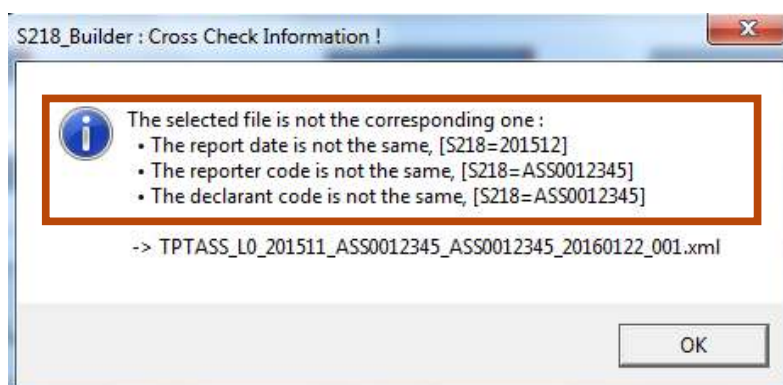 S218_Builder : Cross Check Information !
The selected file is not the corresponding one :
• The report date is not the same, [S218=201512]
• The reporter code is not the same, [S218=ASS0012345]
• The declarant code is not the same, [S218=ASS0012345]
-> TPTASS_L0_201511_ASS0012345_ASS0012345_20160122_001.xml
OK